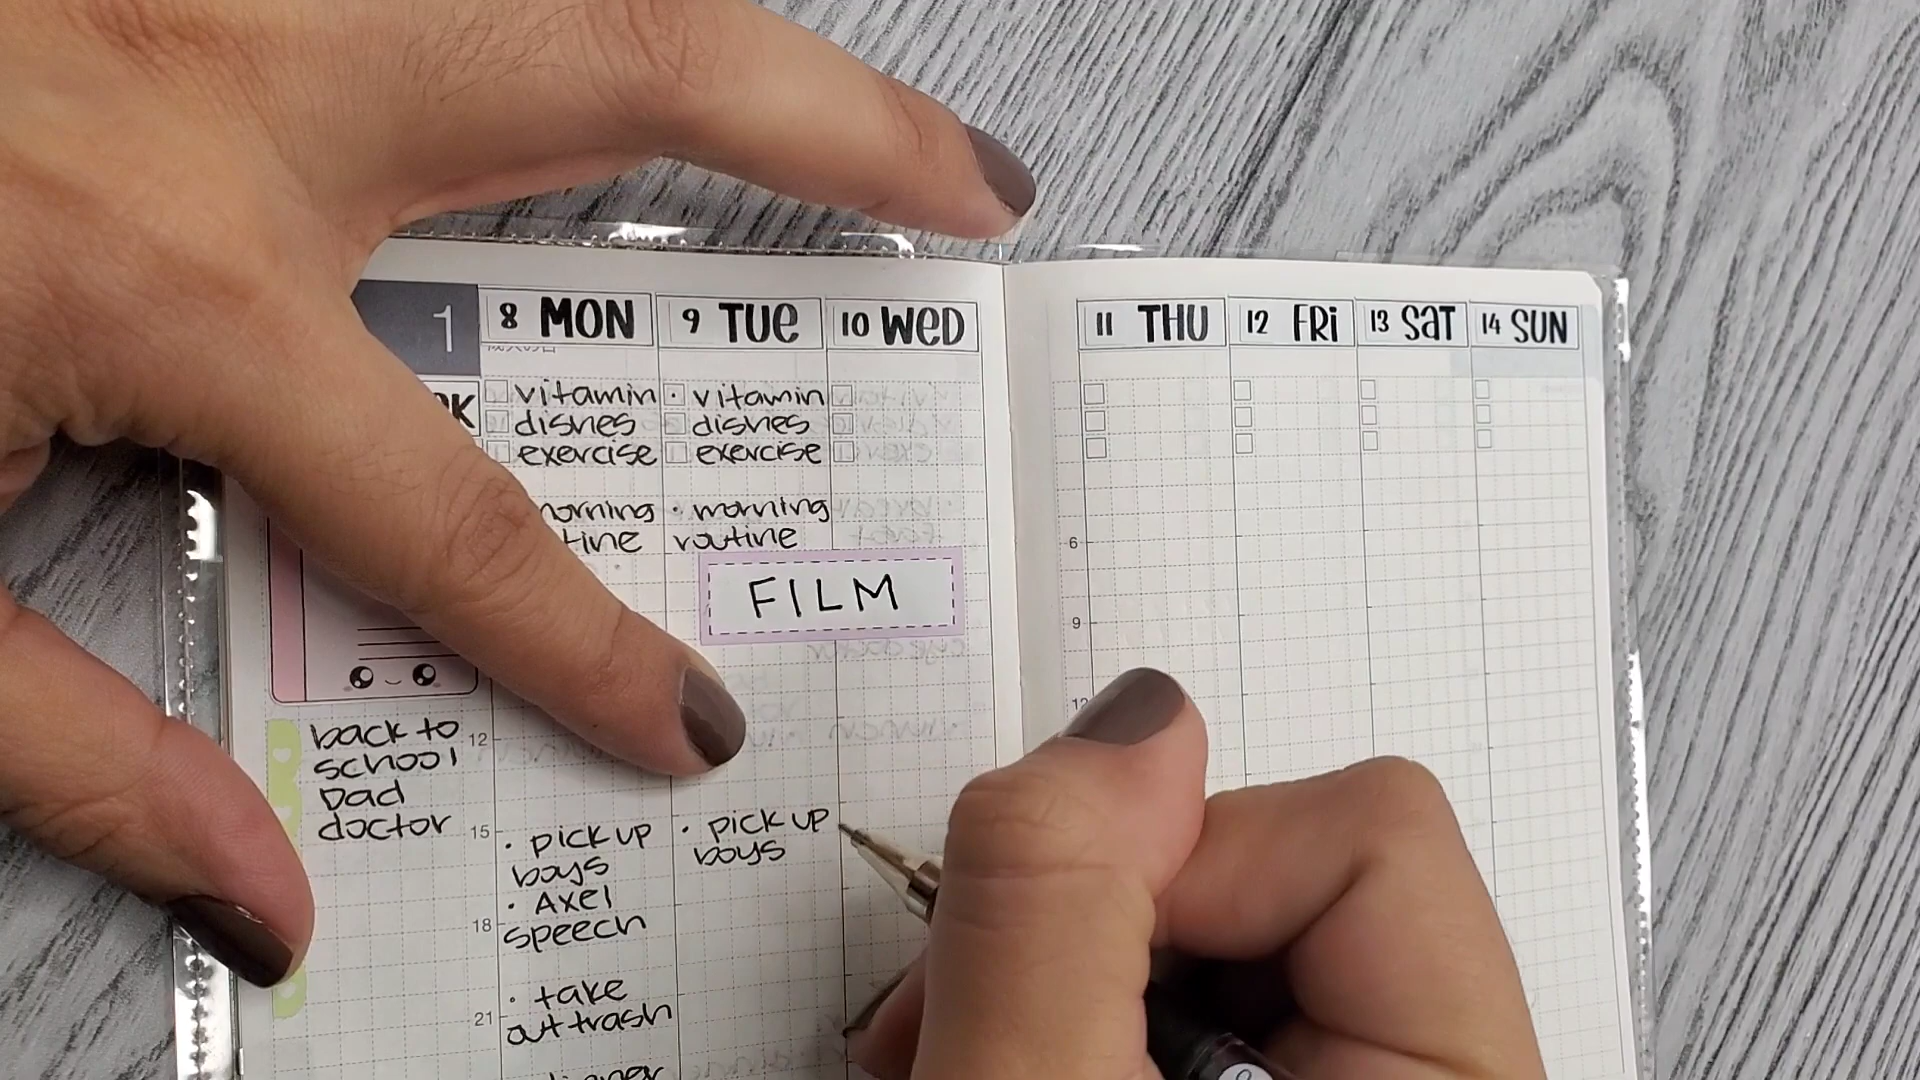 1
8 MON
9 TUE
10 WED
11 THU
12 FRI
13 SAT
14 SUN
vitamin
dishes
exercise
morning
routine
· vitamin
dishes
exercise
· morning
routine
FILM
back to
school
Dad
doctor
12
15
18
21
· pick up
boys
· Axel
speech
· take
out trash
dinner
· pick up
boys
6
9
12